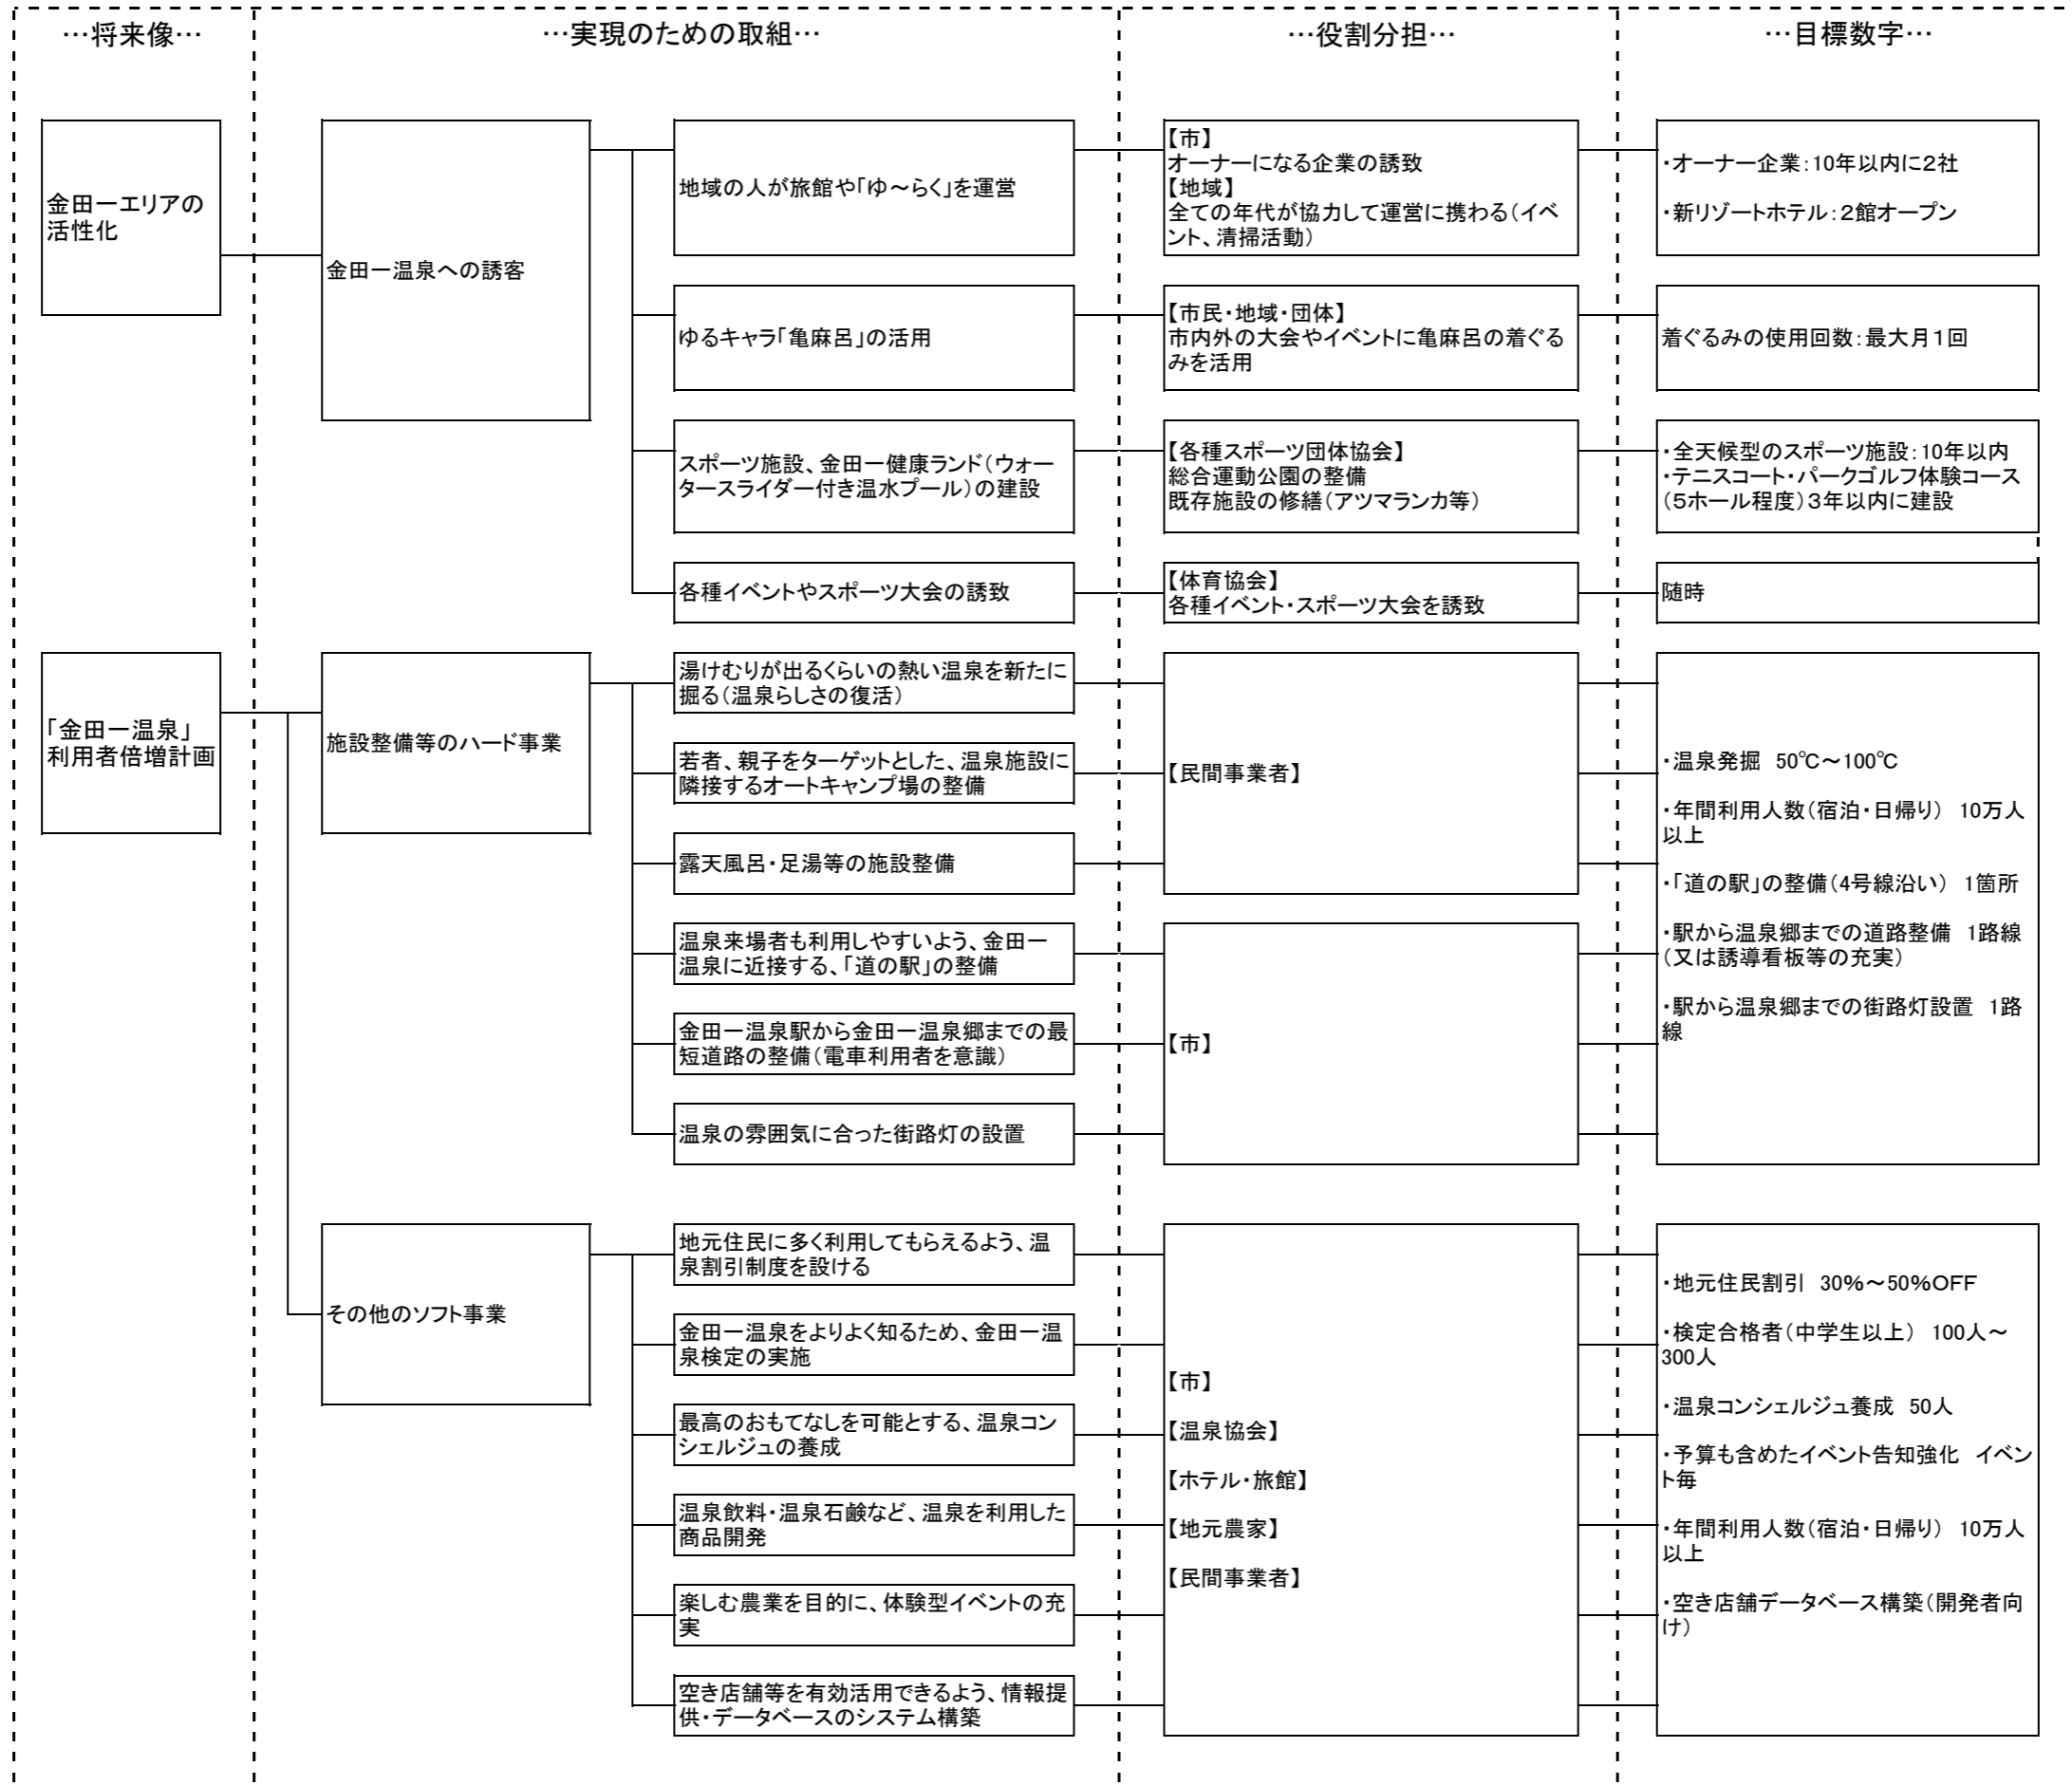 …将来像…
…実現のための取組…
…役割分担…
…目標数字…
金田一エリアの
活性化
金田一温泉への誘客
地域の人が旅館や「ゆ～らく」を運営
【市】
オーナーになる企業の誘致
【地域】
全ての年代が協力して運営に携わる（イベ
ント、清掃活動）
・オーナー企業：10年以内に２社
・新リゾートホテル：２館オープン
ゆるキャラ「亀麻呂」の活用
【市民・地域・団体】
市内外の大会やイベントに亀麻呂の着ぐる
みを活用
着ぐるみの使用回数：最大月１回
スポーツ施設、金田一健康ランド（ウォー
タースライダー付き温水プール）の建設
【各種スポーツ団体協会】
総合運動公園の整備
既存施設の修繕（アツマランカ等）
・全天候型のスポーツ施設：10年以内
・テニスコート・パークゴルフ体験コース
（５ホール程度）３年以内に建設
各種イベントやスポーツ大会の誘致
【体育協会】
各種イベント・スポーツ大会を誘致
随時
「金田一温泉」
利用者倍増計画
施設整備等のハード事業
湯けむりが出るくらいの熱い温泉を新たに
掘る（温泉らしさの復活）
若者、親子をターゲットとした、温泉施設に
隣接するオートキャンプ場の整備
露天風呂・足湯等の施設整備
温泉来場者も利用しやすいよう、金田一
温泉に近接する、「道の駅」の整備
金田一温泉駅から金田一温泉郷までの最
短道路の整備（電車利用者を意識）
温泉の雰囲気に合った街路灯の設置
【民間事業者】
【市】
・温泉発掘　50℃～100℃
・年間利用人数（宿泊・日帰り）　10万人
以上
・「道の駅」の整備（4号線沿い）　1箇所
・駅から温泉郷までの道路整備　1路線
（又は誘導看板等の充実）
・駅から温泉郷までの街路灯設置　1路
線
その他のソフト事業
地元住民に多く利用してもらえるよう、温
泉割引制度を設ける
金田一温泉をよりよく知るため、金田一温
泉検定の実施
最高のおもてなしを可能とする、温泉コン
シェルジュの養成
温泉飲料・温泉石鹸など、温泉を利用した
商品開発
楽しむ農業を目的に、体験型イベントの充
実
空き店舗等を有効活用できるよう、情報提
供・データベースのシステム構築
【市】
【温泉協会】
【ホテル・旅館】
【地元農家】
【民間事業者】
・地元住民割引　30％～50％OFF
・検定合格者（中学生以上）　100人～
300人
・温泉コンシェルジュ養成　50人
・予算も含めたイベント告知強化　イベン
ト毎
・年間利用人数（宿泊・日帰り）　10万人
以上
・空き店舗データベース構築（開発者向
け）